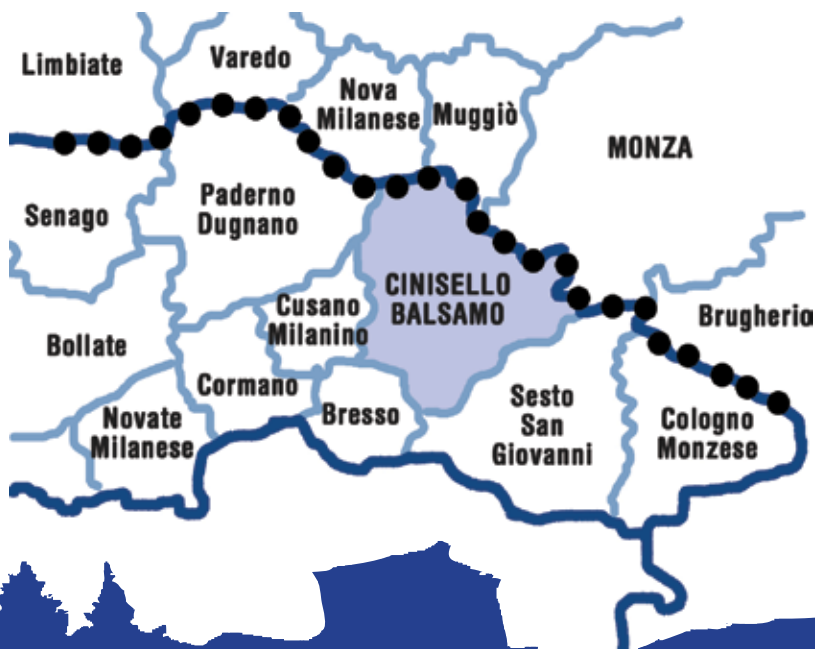 Limbiate
Varedo
Nova
Milanese
Muggiò
MONZA
Senago
Paderno
Dugnano
CINISELLO
BALSAMO
Cusano
Milanino
Brugherio
Bollate
Cormano
Bresso
Novate
Milanese
Sesto
San
Giovanni
Cologno
Monzese